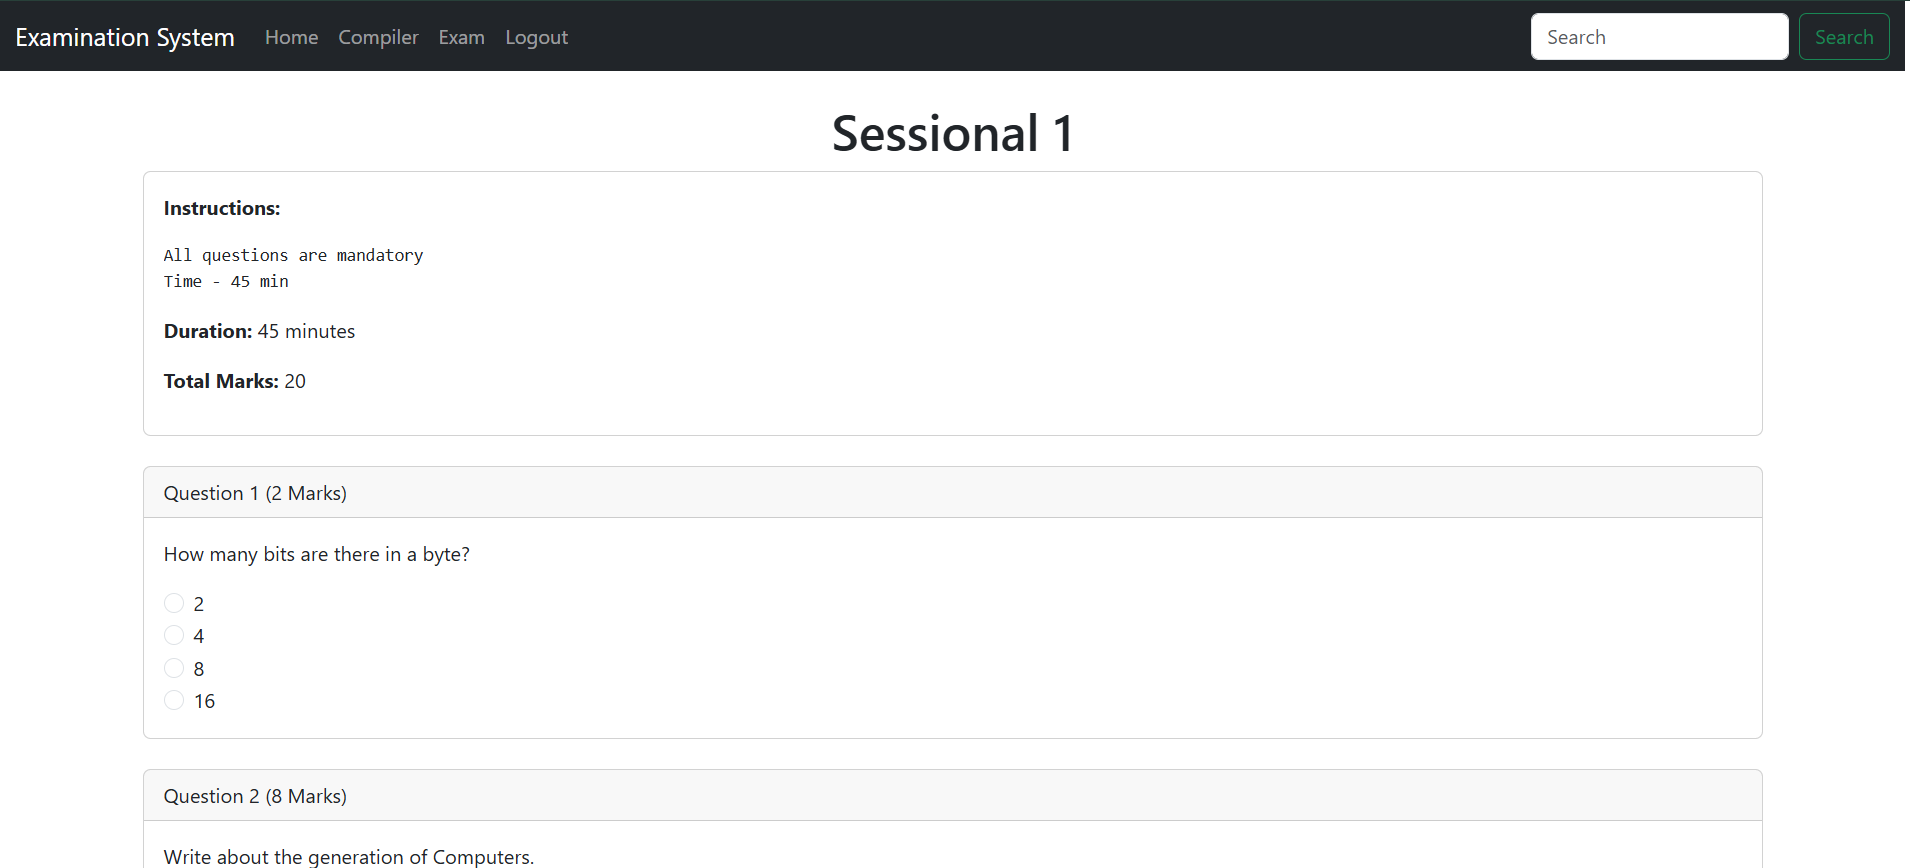 Examination System Home Compiler Exam Logout Search Search
Sessional 1
Instructions:
All questions are mandatory
Time - 45 min
Duration: 45 minutes
Total Marks: 20
Question 1 (2 Marks)
How many bits are there in a byte?
2
4
8
16
Question 2 (8 Marks)
Write about the generation of Computers.